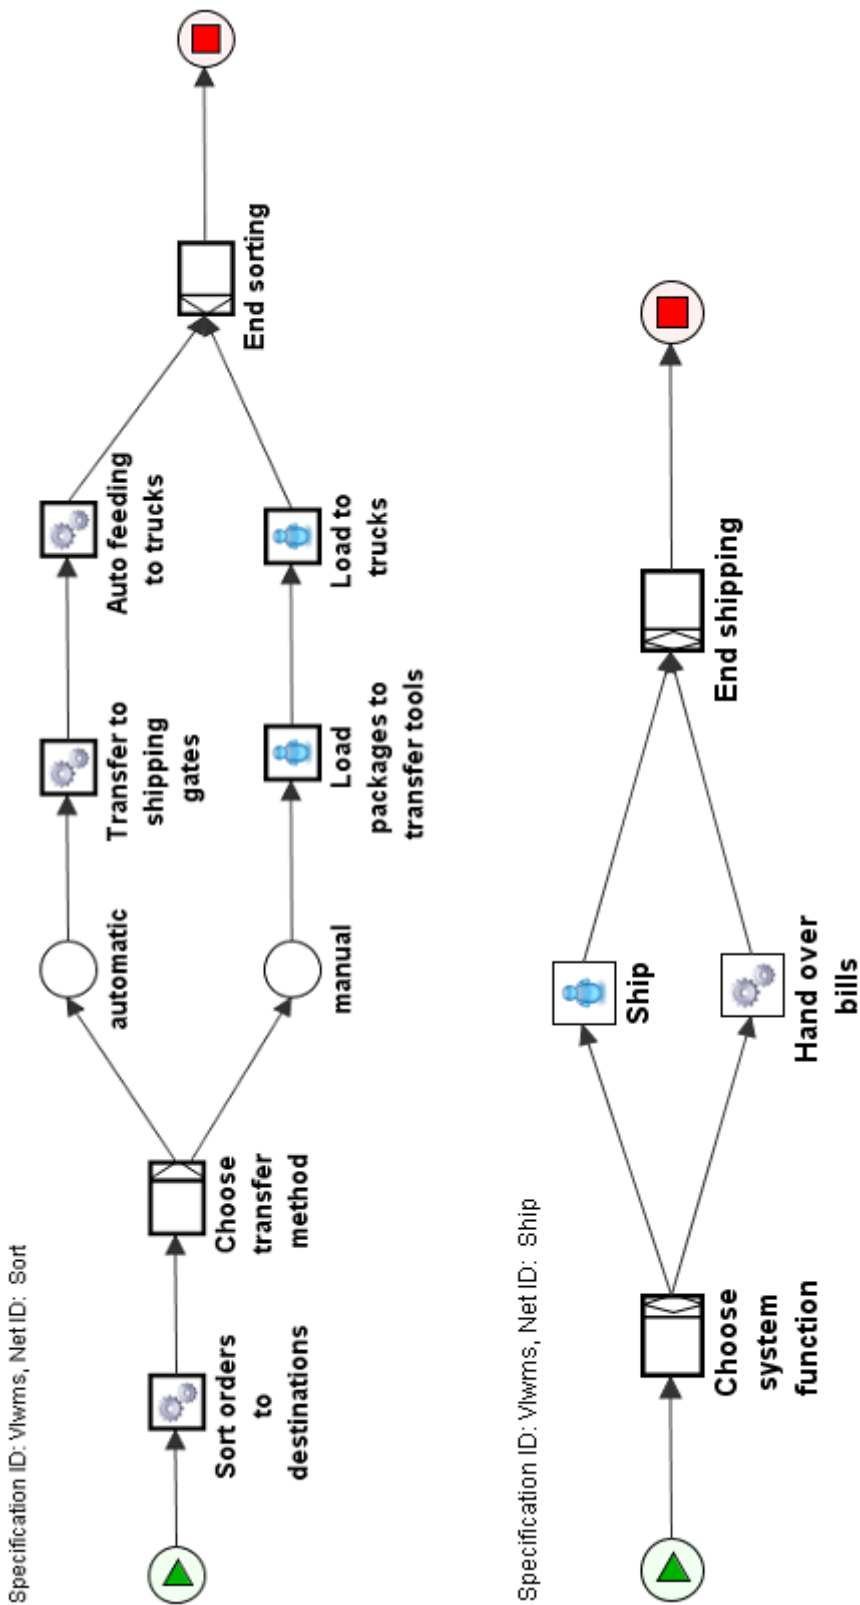 Specification ID: Vlwms, Net ID: Sort
Sort orders
to
destinations
Choose
transfer
method
automatic
manual
Transfer to
shipping
gates
Load
packages to
transfer tools
Auto feeding
to trucks
Load to
trucks
End sorting
Specification ID: Vlwms, Net ID: Ship
Choose
system
function
Ship
Hand over
bills
End shipping